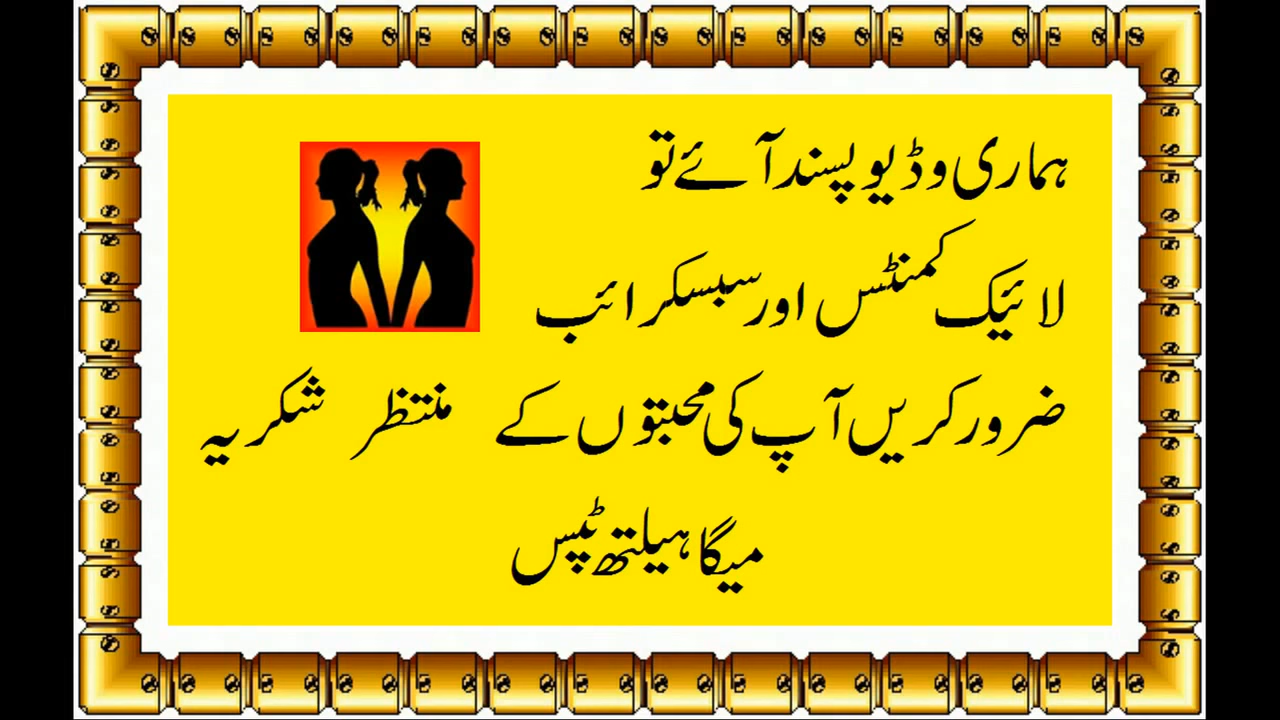 ہماری وڈیو پسند آئے تو
لائیک کمنٹس اور سبسکرائب
ضرور کریں آپ کی محبتوں کے منتظر شکریہ
میگا ہیلتھ ٹپس